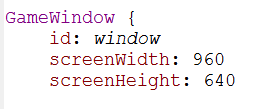 GameWindow {
    id: window
    screenWidth: 960
    screenHeight: 640